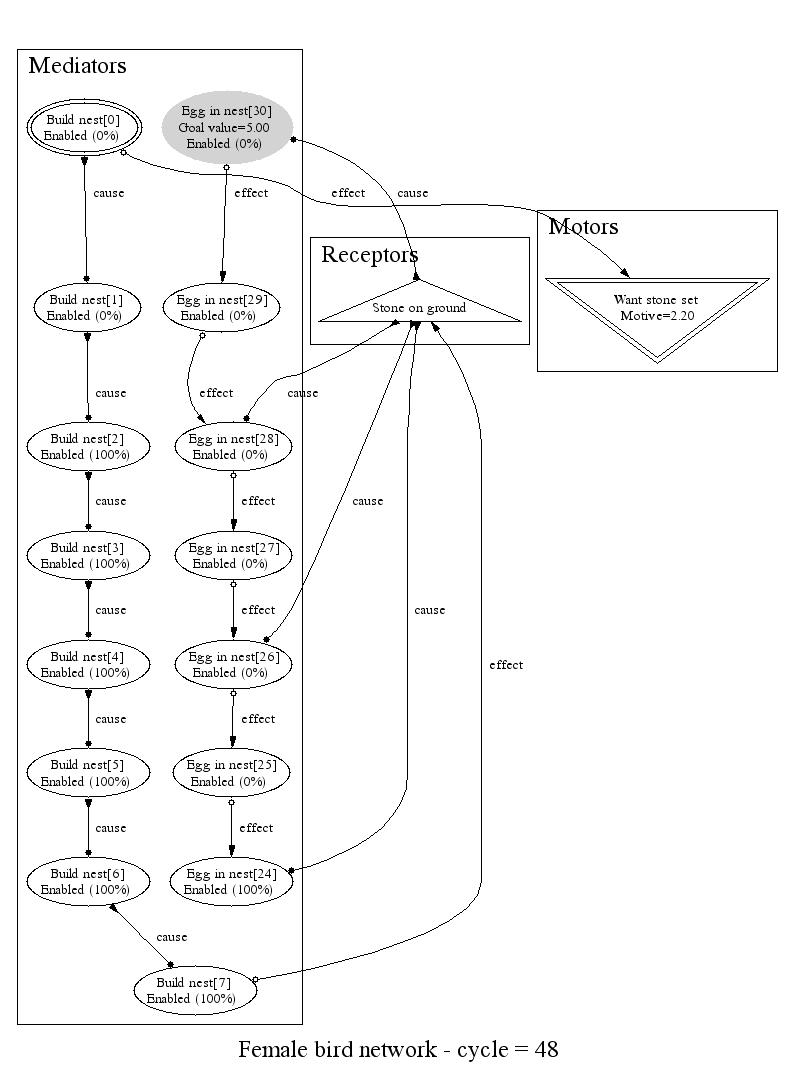 Mediators
Build nest[0]
Enabled (0%)
Egg in nest[30]
Goal value=5.00
Enabled (0%)
cause
effect
effect
cause
Motors
Receptors
Build nest[1]
Enabled (0%)
Egg in nest[29]
Enabled (0%)
Stone on ground
Want stone set
Motive=2.20
cause
effect
cause
Build nest[2]
Enabled (100%)
Egg in nest[28]
Enabled (0%)
cause
effect
cause
Build nest[3]
Enabled (100%)
Egg in nest[27]
Enabled (0%)
cause
effect
cause
Build nest[4]
Enabled (100%)
Egg in nest[26]
Enabled (0%)
effect
cause
effect
Build nest[5]
Enabled (100%)
Egg in nest[25]
Enabled (0%)
cause
effect
Build nest[6]
Enabled (100%)
Egg in nest[24]
Enabled (100%)
cause
Build nest[7]
Enabled (100%)
Female bird network - cycle = 48